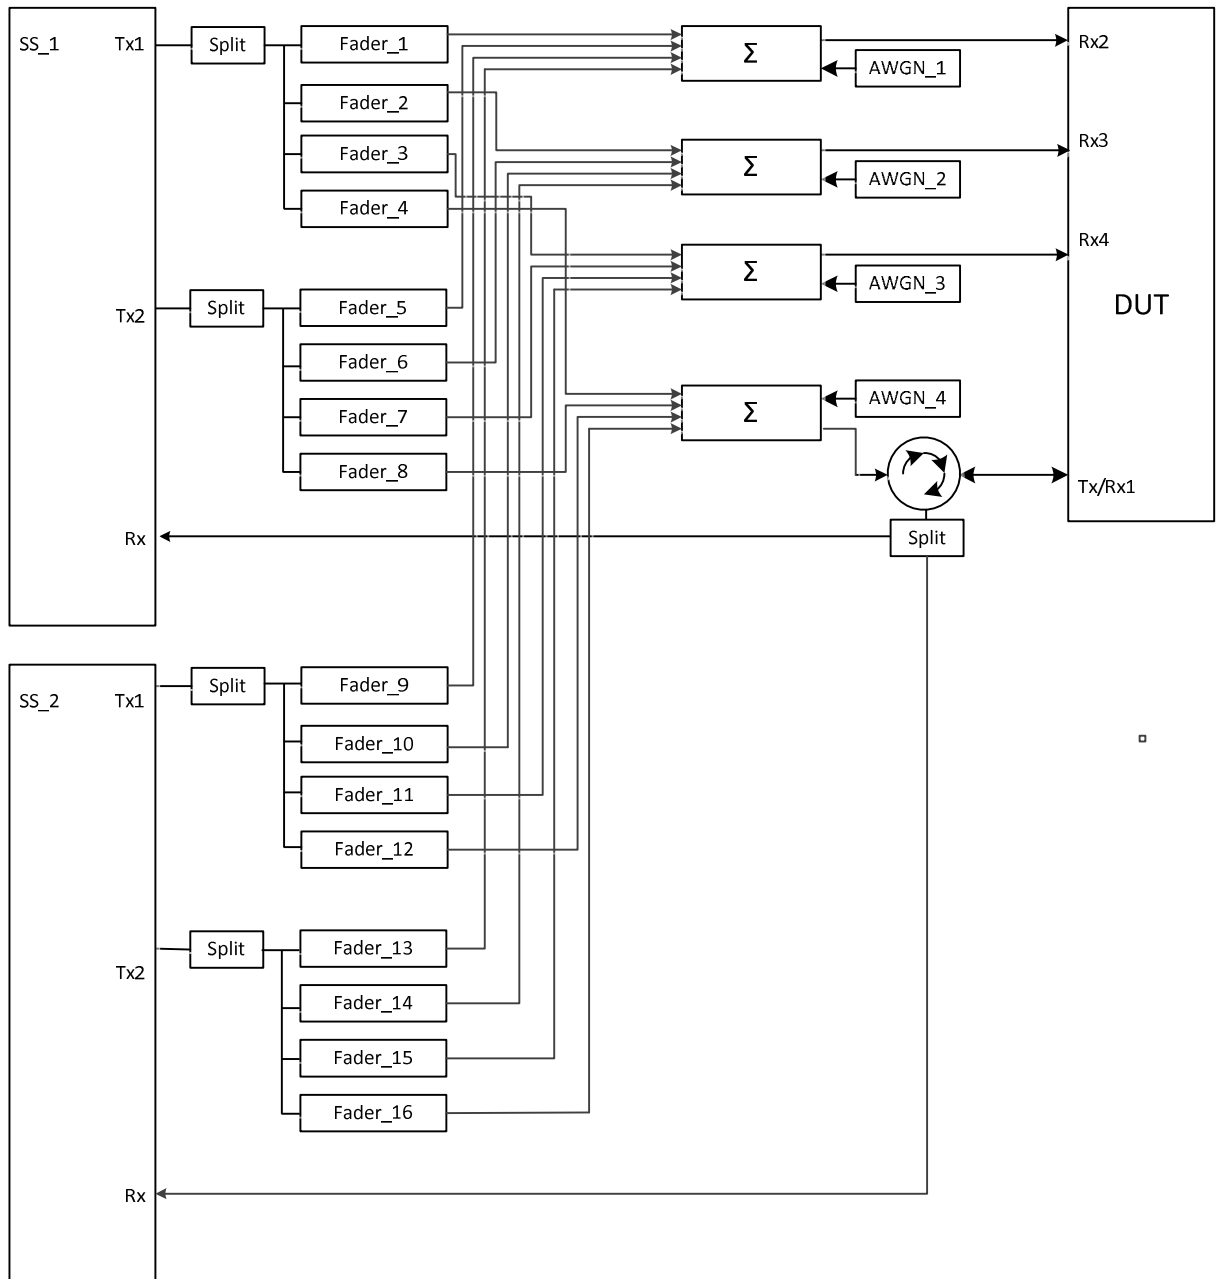 SS_1
Tx1
Split
Fader_1
Σ
Rx2
AWGN_1
Fader_2
Fader_3
Σ
Rx3
AWGN_2
Fader_4
Σ
Rx4
AWGN_3
DUT
Tx2
Split
Fader_5
Fader_6
Fader_7
Fader_8
Σ
AWGN_4
Tx/Rx1
Rx
Split
SS_2
Tx1
Split
Fader_9
Fader_10
Fader_11
Fader_12
Tx2
Split
Fader_13
Fader_14
Fader_15
Fader_16
Rx